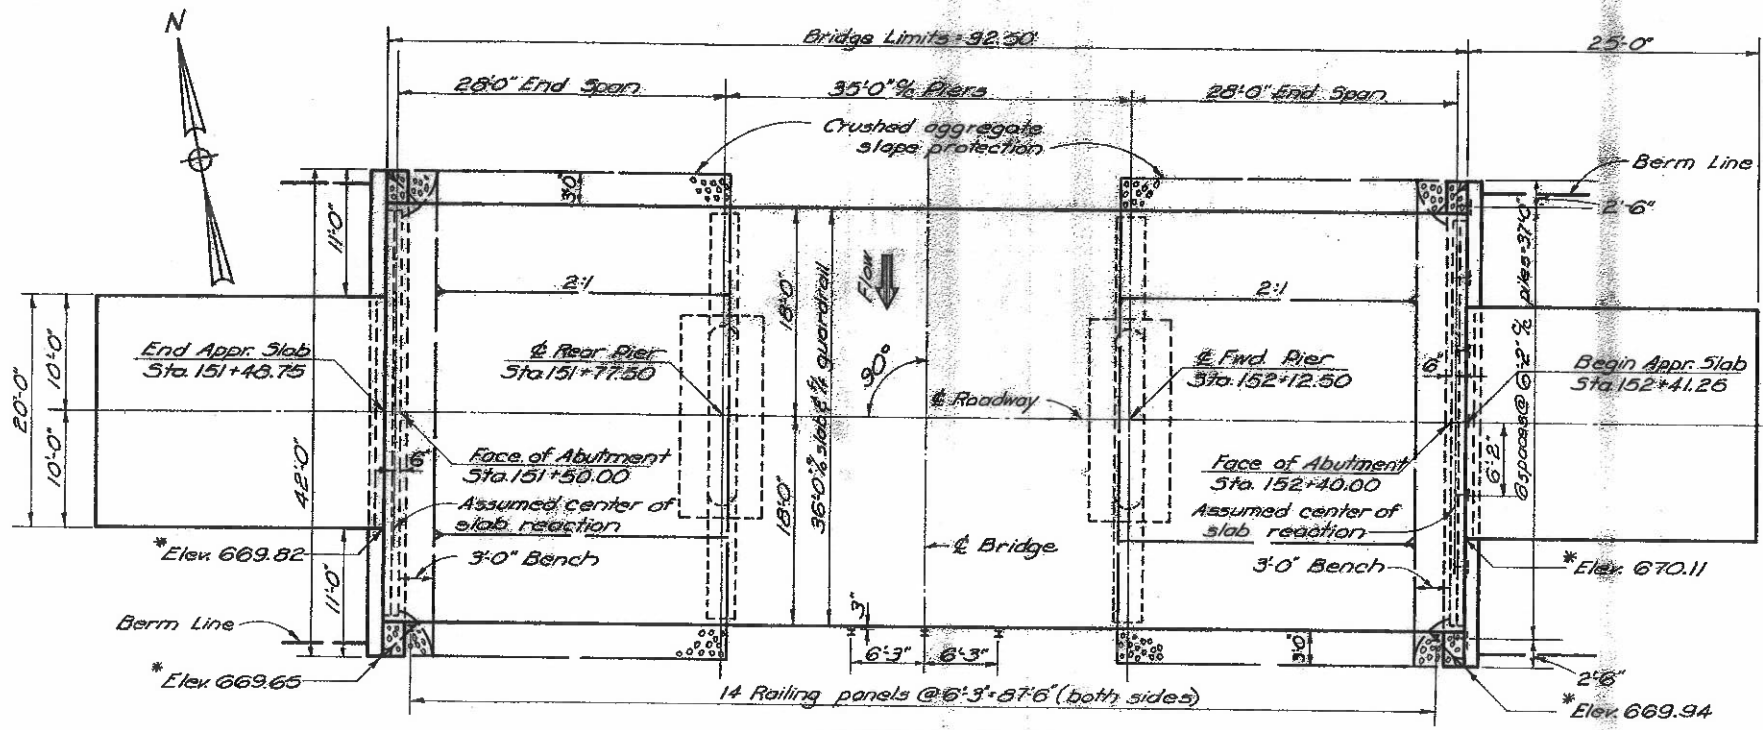 N
Bridge Limits = 92.50'
25'-0"
28'-0" End Span
35'-0" c/c Piers
28'-0" End Span
Crushed aggregate
slope protection
Berm Line
2'-6"
3'-0"
11'-0"
2:1
2:1
18'-0"
36'-0" f/f guardrail
Flow
6 spaces @ 6'-2" c/c piles = 37'-0"
End Appr. Slab
Sta. 151+48.75
℄ Rear Pier
Sta. 151+77.50
90°
℄ Fwd. Pier
Sta. 152+12.50
6"
Begin Appr. Slab
Sta. 152+41.25
20'-0"
10'-0"
10'-0"
℄ Roadway
42'-0"
6"
Face of Abutment
Sta. 151+50.00
Face of Abutment
Sta. 152+40.00
6'-2"
Assumed center of
slab reaction
18'-0"
Assumed center of
slab reaction
* Elev. 669.82
3'-0" Bench
℄ Bridge
3'-0" Bench
* Elev. 670.11
11'-0"
Berm Line
3"
6'-3"
6'-3"
3'-0"
* Elev. 669.65
2'-6"
14 Railing panels @ 6'-3" = 87'-6" (both sides)
* Elev. 669.94